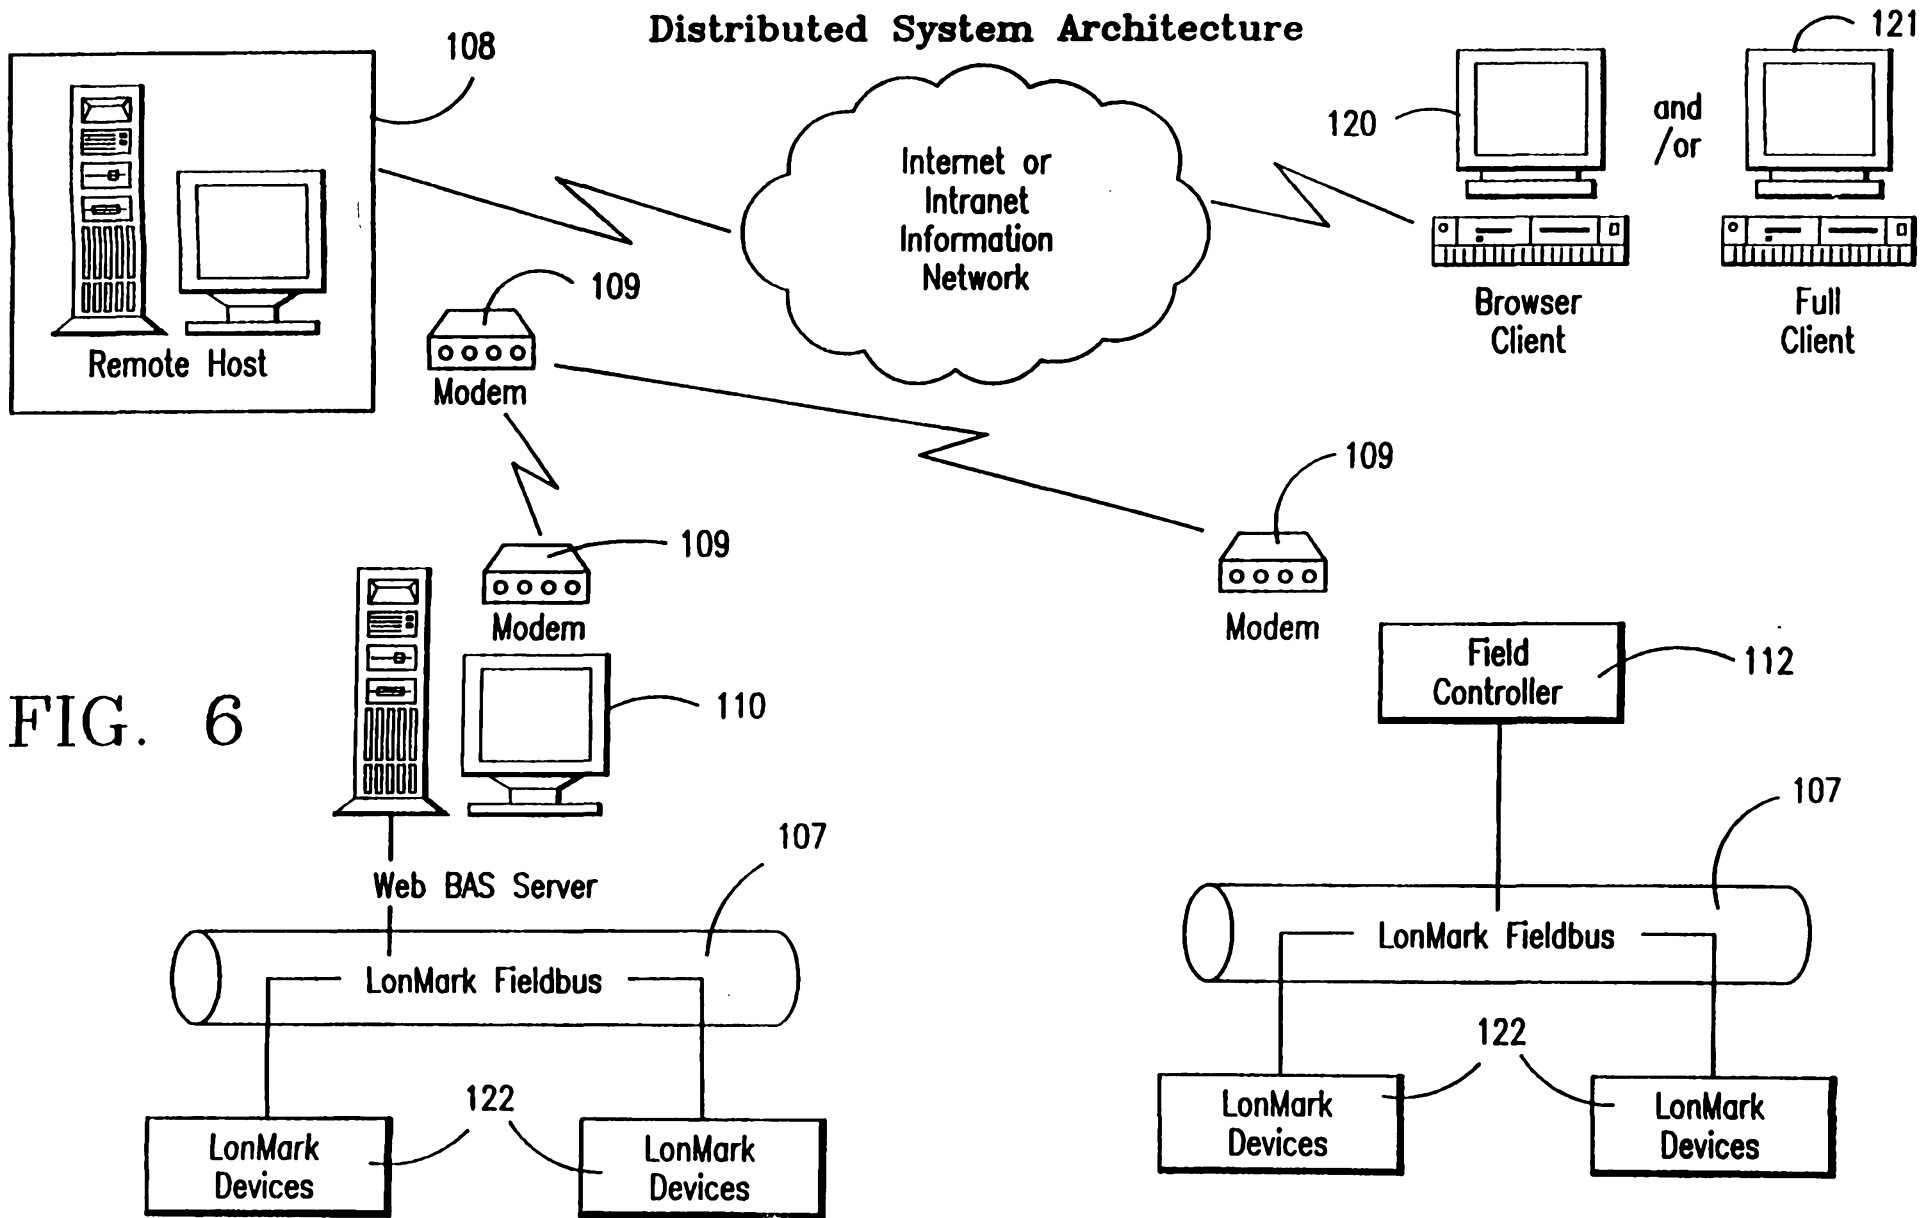 Distributed System Architecture
108
121
120
and
/or
Internet or
Intranet
Information
Network
109
Browser
Client
Full
Client
Remote Host
Modem
109
109
Modem
Modem
Field
Controller
112
110
FIG. 6
107
107
Web BAS Server
LonMark Fieldbus
LonMark Fieldbus
122
122
LonMark
Devices
LonMark
Devices
LonMark
Devices
LonMark
Devices